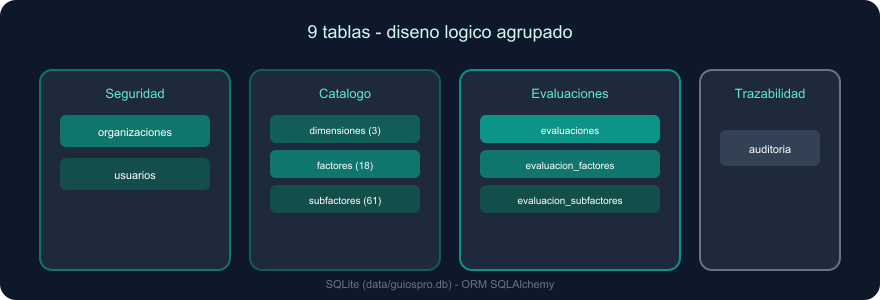 9 tablas - diseno logico agrupado
Seguridad
organizaciones
usuarios
Catalogo
dimensiones (3)
factores (18)
subfactores (61)
Evaluaciones
evaluaciones
evaluacion_factores
evaluacion_subfactores
Trazabilidad
auditoria
SQLite (data/guiospro.db) - ORM SQLAlchemy